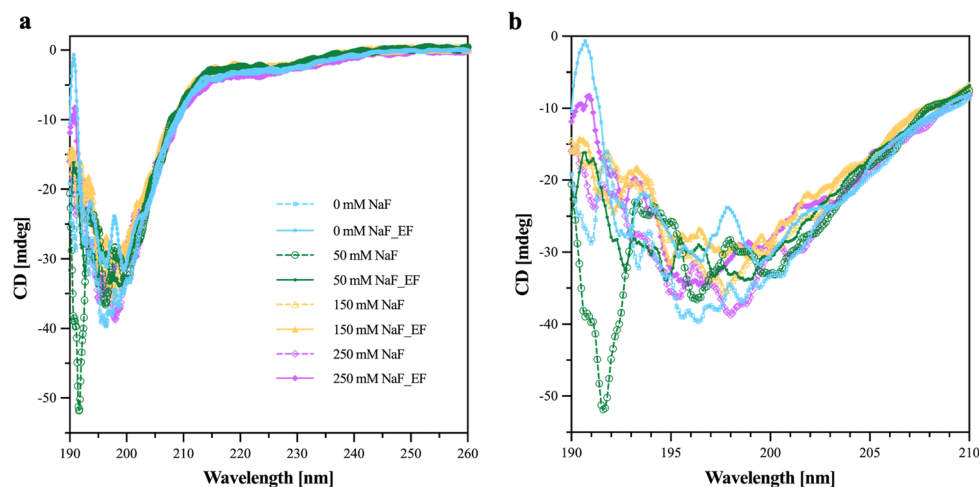 a
b
0
-10
-20
-30
-40
-50
CD [mdeg]
190
200
210
220
230
240
250
260
Wavelength [nm]
0 mM NaF
0 mM NaF_EF
50 mM NaF
50 mM NaF_EF
150 mM NaF
150 mM NaF_EF
250 mM NaF
250 mM NaF_EF
0
-10
-20
-30
-40
-50
CD [mdeg]
190
195
200
205
210
Wavelength [nm]